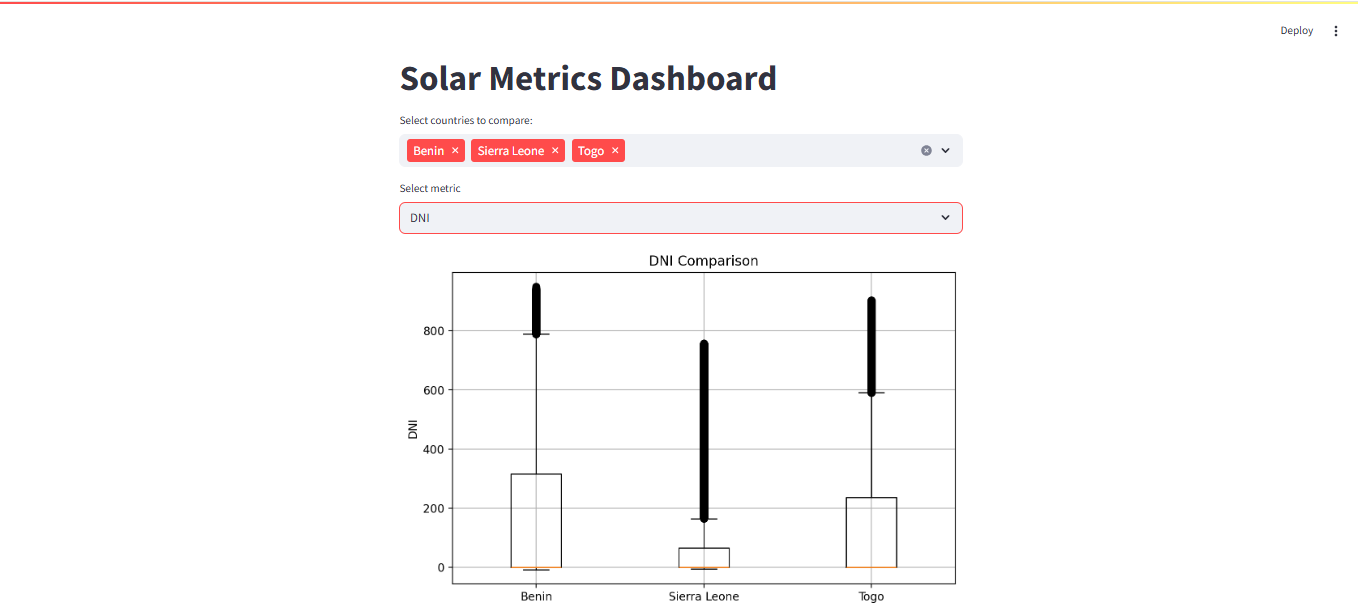 Deploy
Solar Metrics Dashboard
Select countries to compare:
Benin × Sierra Leone × Togo ×
Select metric
DNI
DNI Comparison
800
600
400
200
0
DNI
Benin Sierra Leone Togo